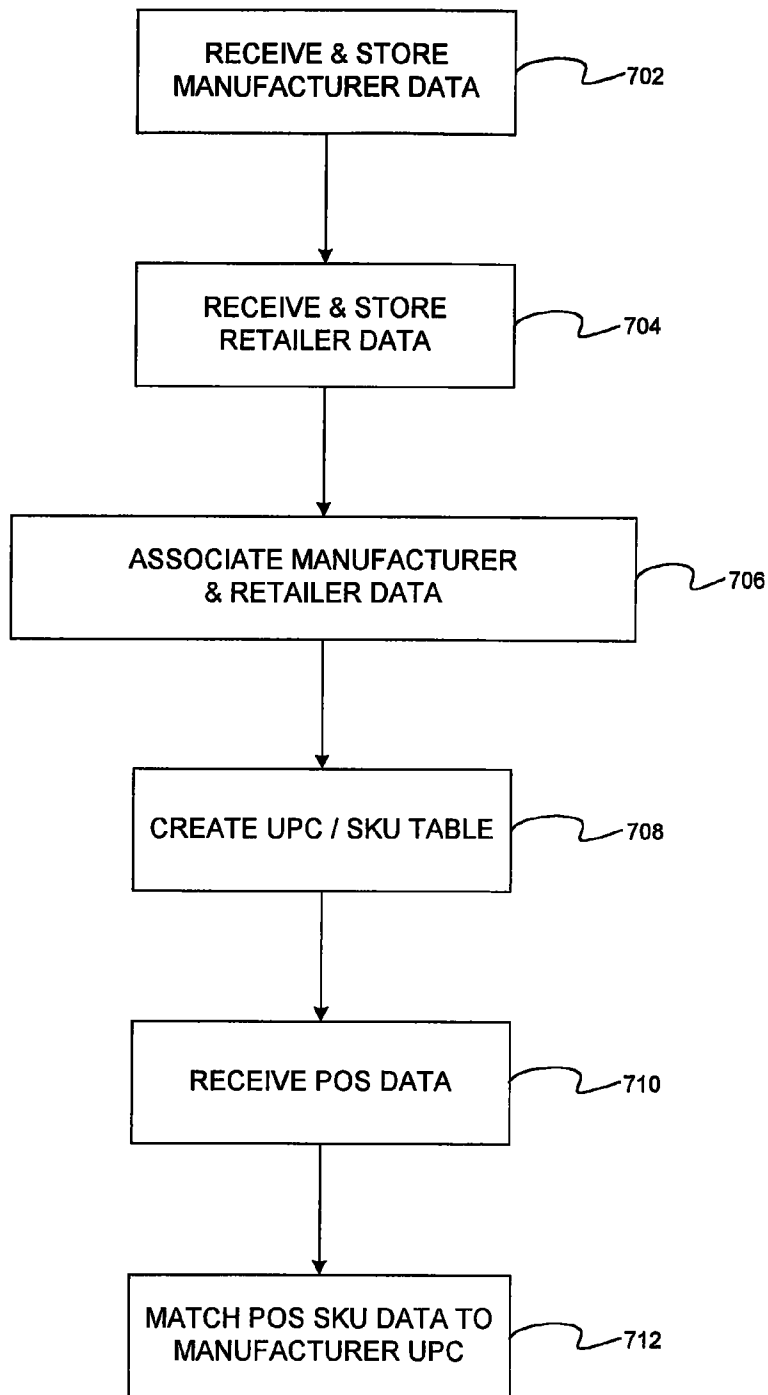 RECEIVE & STORE
MANUFACTURER DATA
702
RECEIVE & STORE
RETAILER DATA
704
ASSOCIATE MANUFACTURER
& RETAILER DATA
706
CREATE UPC / SKU TABLE
708
RECEIVE POS DATA
710
MATCH POS SKU DATA TO
MANUFACTURER UPC
712